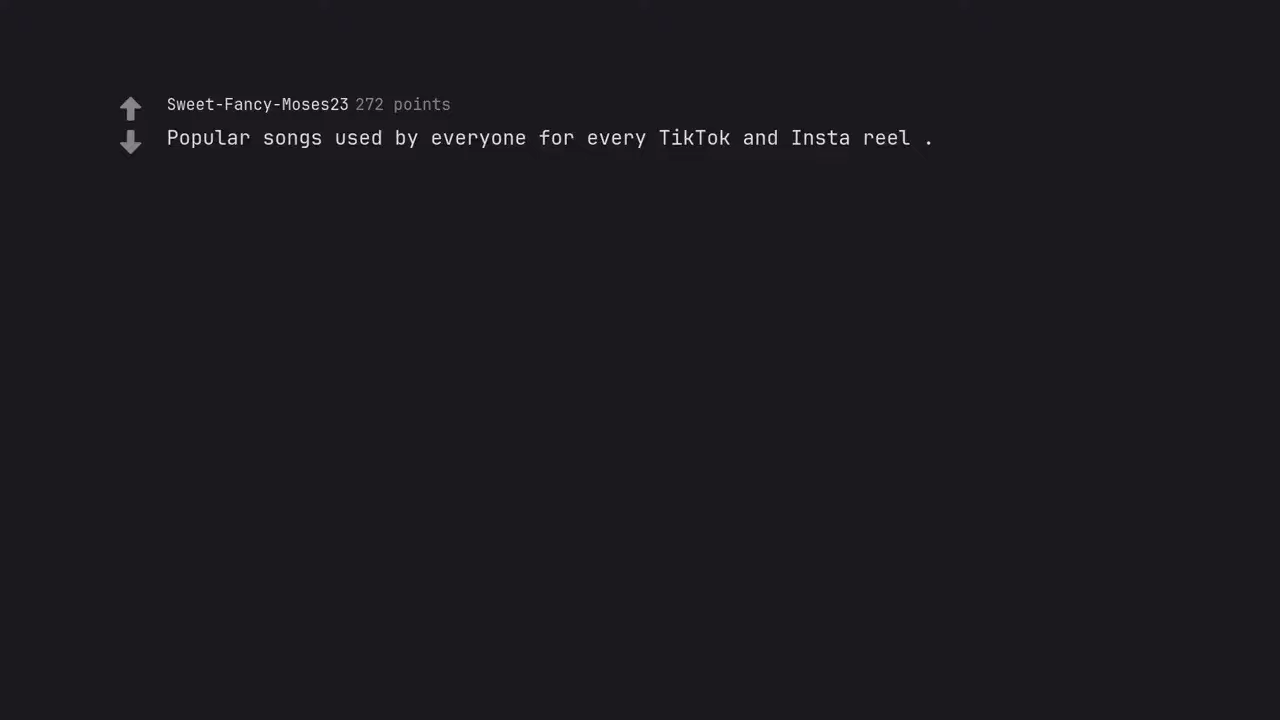 Sweet-Fancy-Moses23 272 points
Popular songs used by everyone for every TikTok and Insta reel .